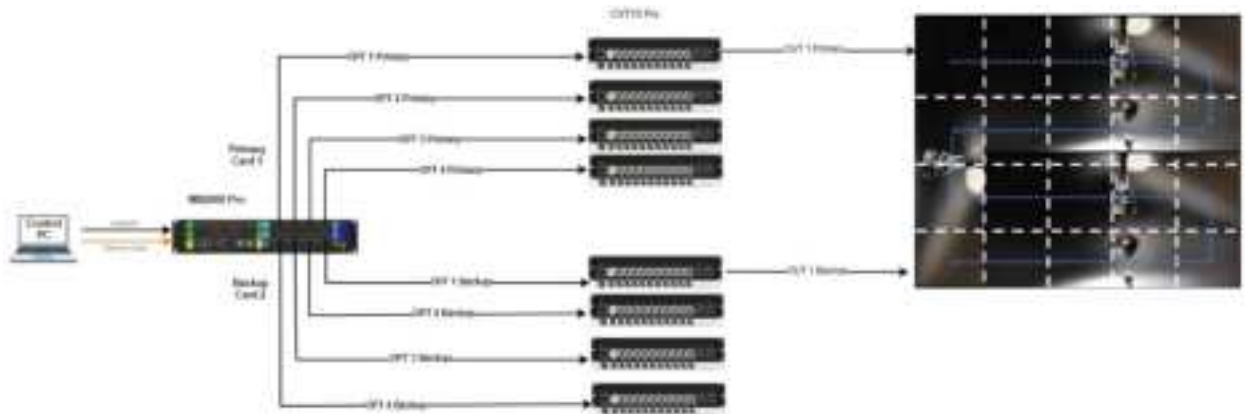 CVT10 Pro
OPT 1 Primary
OUT 1 Primary
OPT 2 Primary
OPT 3 Primary
OPT 4 Primary
Primary
Card 1
Control
PC
Backup
Card 2
OPT 1 Backup
OUT 1 Backup
OPT 2 Backup
OPT 3 Backup
OPT 4 Backup